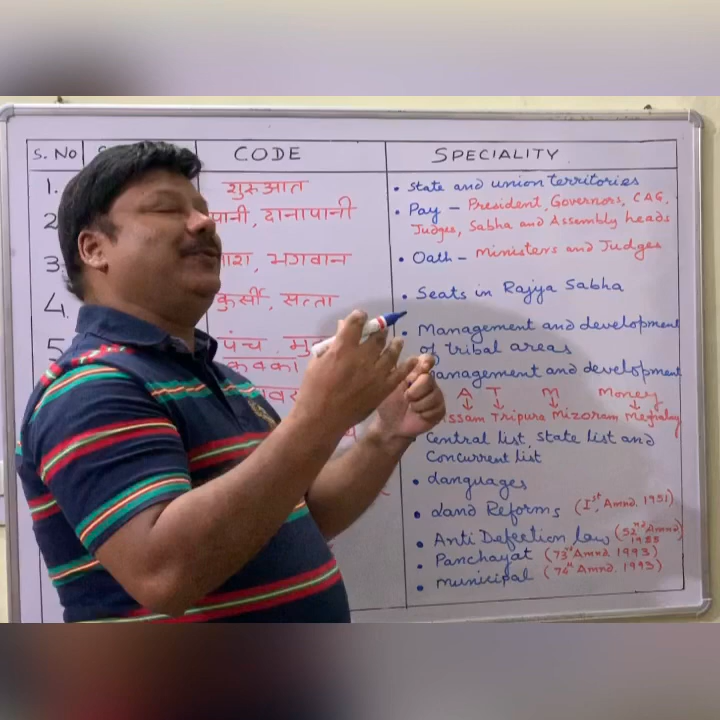 S. No CODE SPECIALITY
1. शुरुआत • State and union territories
2 पानी, दानापानी • Pay – President, Governors, CAG,
Judges, Sabha and Assembly heads
3. भगवान • Oath – Ministers and Judges
4. कुर्सी, सत्ता • Seats in Rajya Sabha
5 पंच • Management and development
of tribal areas
Management and development
A T M Money
ssam Tripura Mizoram Meghalay
• Central list, State list and
Concurrent list
• Languages
• Land Reforms (Ist, Amnd. 1951)
• Anti Defection law (52nd Amnd 1985
• Panchayat (73rd Amnd 1993)
• Municipal (74th Amnd. 1993)